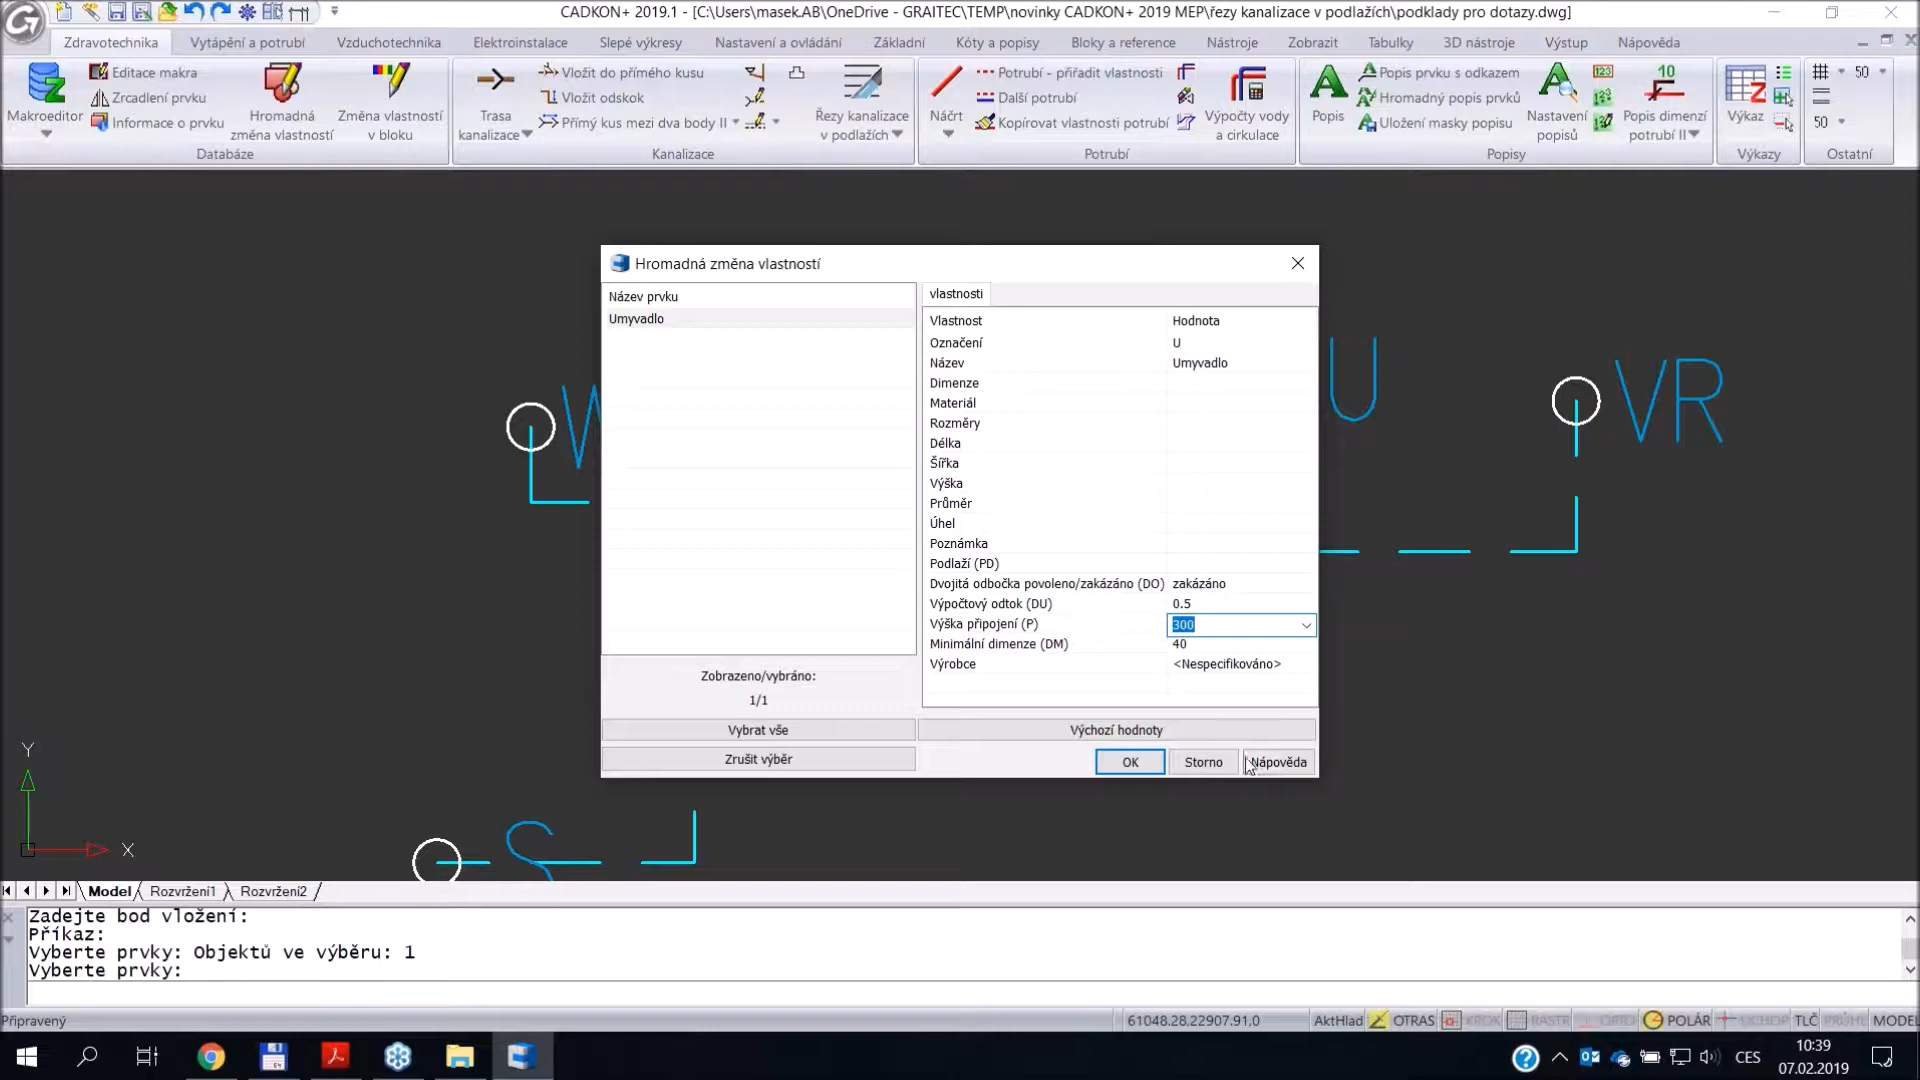 CADKON+ 2019.1 - [C:\Users\masek.AB\OneDrive - GRAITEC\TEMP\novinky CADKON+ 2019 MEP\řezy kanalizace v podlažích\podklady pro dotazy.dwg]
Zdravotechnika Vytápění a potrubí Vzduchotechnika Elektroinstalace Slepé výkresy Nastavení a ovládání Základní Kóty a popisy Bloky a reference Nástroje Zobrazit Tabulky 3D nástroje Výstup Nápověda
Makroeditor
Editace makra
Zrcadlení prvku
Informace o prvku
Hromadná
změna vlastností
Změna vlastností
v bloku
Databáze
Trasa
kanalizace
Vložit do přímého kusu
Vložit odskok
Přímý kus mezi dva body II
Řezy kanalizace
v podlažích
Kanalizace
Náčrt
Potrubí - přiřadit vlastnosti
Další potrubí
Kopírovat vlastnosti potrubí
Výpočty vody
a cirkulace
Potrubí
Popis
Popis prvku s odkazem
Hromadný popis prvků
Uložení masky popisu
Nastavení
popisů
10
Popis dimenzí
potrubí II
Popisy
Výkaz
Výkazy
50
50
Ostatní
Hromadná změna vlastností
Název prvku
Umyvadlo
vlastnosti
Vlastnost Hodnota
Označení U
Název Umyvadlo
Dimenze
Materiál
Rozměry
Délka
Šířka
Výška
Průměr
Úhel
Poznámka
Podlaží (PD)
Dvojitá odbočka povoleno/zakázáno (DO) zakázáno
Výpočtový odtok (DU) 0.5
Výška připojení (P) 300
Minimální dimenze (DM) 40
Výrobce <Nespecifikováno>
Zobrazeno/vybráno:
1/1
Vybrat vše
Výchozí hodnoty
Zrušit výběr
OK Storno Nápověda
U
VR
S
Y
X
Model Rozvržení1 Rozvržení2
Zadejte bod vložení:
Příkaz:
Vyberte prvky: Objektů ve výběru: 1
Vyberte prvky:
Připravený
61048.28,22907.91,0 AktHlad OTRAS KROK RASTR ORTO POLÁR UCHOP TLČ PRŮHL MODEL
CES
10:39
07.02.2019